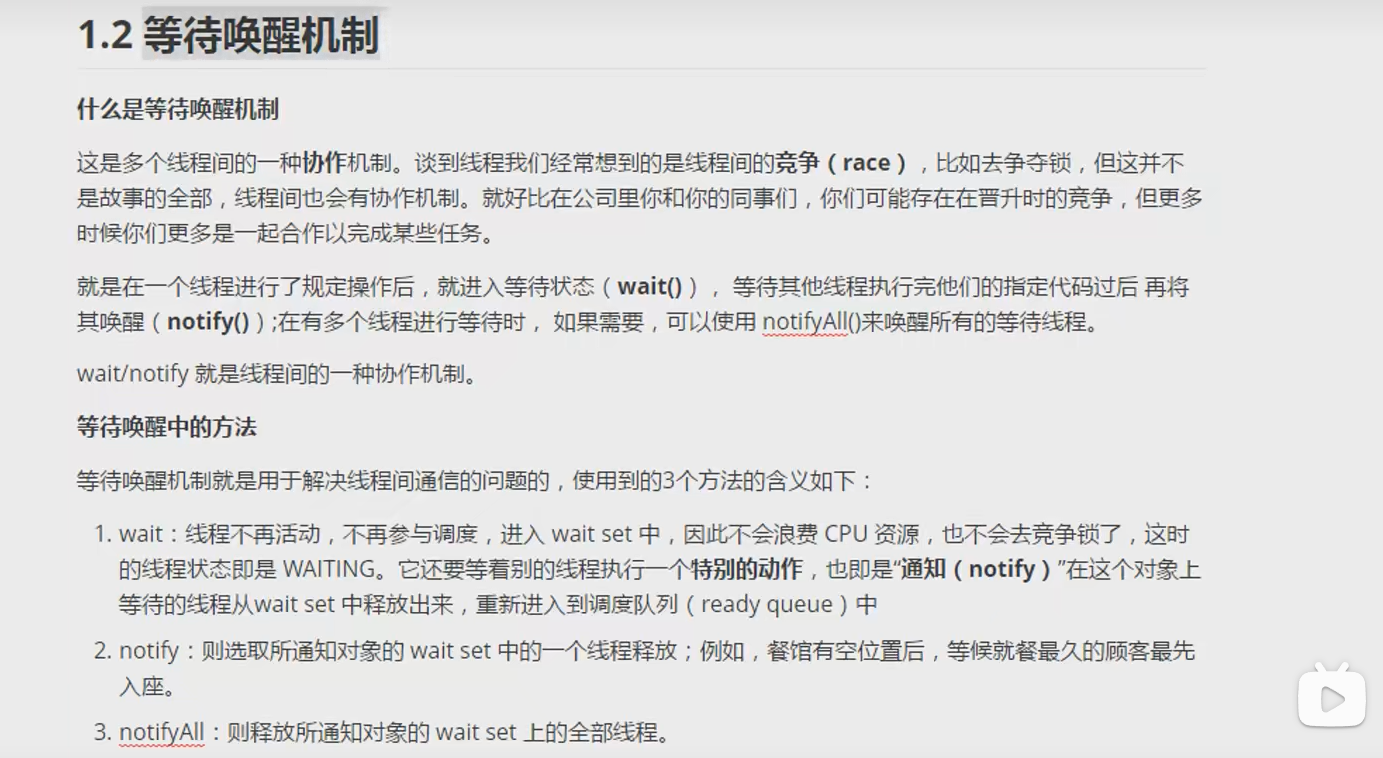 1.2 等待唤醒机制
什么是等待唤醒机制
这是多个线程间的一种协作机制。谈到线程我们经常想到的是线程间的竞争（race），比如去争夺锁，但这并不
是故事的全部，线程间也会有协作机制。就好比在公司里你和你的同事们，你们可能存在在晋升时的竞争，但更多
时候你们更多是一起合作以完成某些任务。
就是在一个线程进行了规定操作后，就进入等待状态（wait()）， 等待其他线程执行完他们的指定代码过后 再将
其唤醒（notify()）;在有多个线程进行等待时， 如果需要，可以使用 notifyAll()来唤醒所有的等待线程。
wait/notify 就是线程间的一种协作机制。
等待唤醒中的方法
等待唤醒机制就是用于解决线程间通信的问题的，使用到的3个方法的含义如下：
1. wait：线程不再活动，不再参与调度，进入 wait set 中，因此不会浪费 CPU 资源，也不会去竞争锁了，这时
的线程状态即是 WAITING。它还要等着别的线程执行一个特别的动作，也即是“通知（notify）”在这个对象上
等待的线程从wait set 中释放出来，重新进入到调度队列（ready queue）中
2. notify：则选取所通知对象的 wait set 中的一个线程释放；例如，餐馆有空位置后，等候就餐最久的顾客最先
入座。
3. notifyAll：则释放所通知对象的 wait set 上的全部线程。